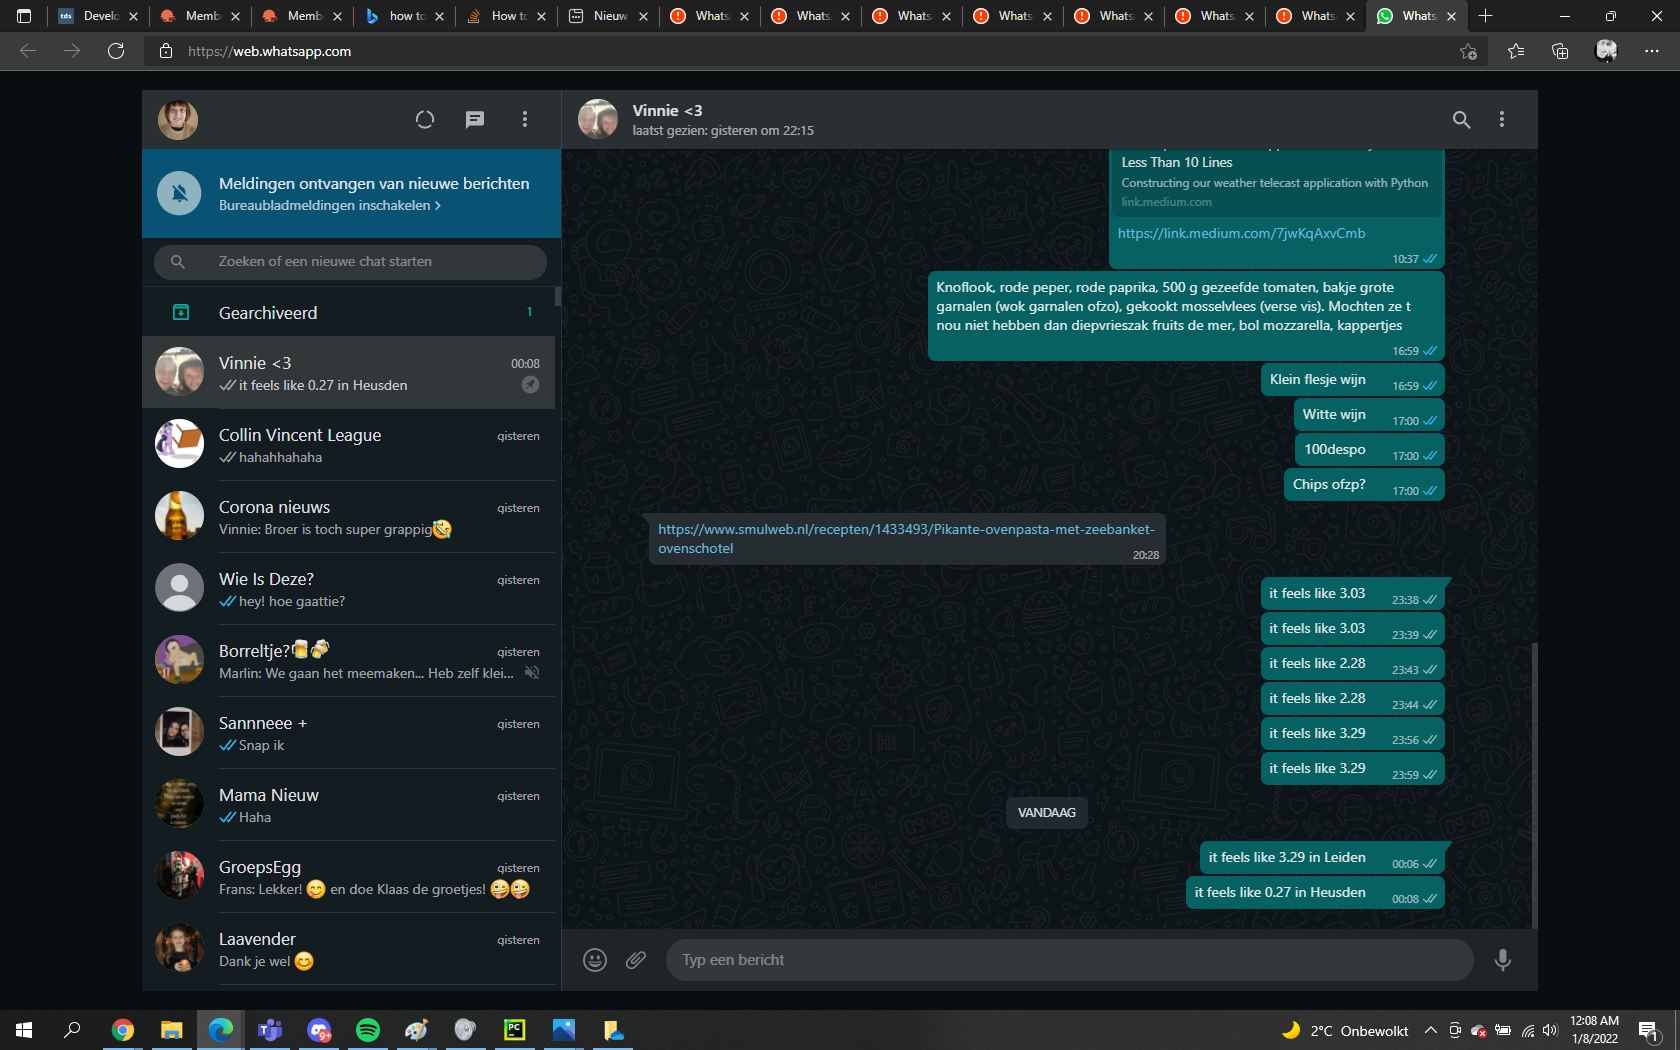 Develo
Memb
Memb
how to
How to
Nieuw
Whats
Whats
Whats
Whats
Whats
Whats
Whats
Whats
https://web.whatsapp.com
Meldingen ontvangen van nieuwe berichten
Bureaubladmeldingen inschakelen >
Zoeken of een nieuwe chat starten
Gearchiveerd 1
Vinnie <3 00:08
it feels like 0.27 in Heusden
Collin Vincent League gisteren
hahahhahaha
Corona nieuws gisteren
Vinnie: Broer is toch super grappig🤣
Wie Is Deze? gisteren
hey! hoe gaattie?
Borreltje?🍺🍻 gisteren
Marlin: We gaan het meemaken... Heb zelf klei...
Sannneee + gisteren
Snap ik
Mama Nieuw gisteren
Haha
GroepsEgg gisteren
Frans: Lekker! 😋 en doe Klaas de groetjes! 🤪🤪
Laavender gisteren
Dank je wel 😊
Vinnie <3
laatst gezien: gisteren om 22:15
Less Than 10 Lines
Constructing our weather telecast application with Python
link.medium.com
https://link.medium.com/7jwKqAxvCmb
10:37
Knoflook, rode peper, rode paprika, 500 g gezeefde tomaten, bakje grote
garnalen (wok garnalen ofzo), gekookt mosselvlees (verse vis). Mochten ze t
nou niet hebben dan diepvrieszak fruits de mer, bol mozzarella, kappertjes
16:59
Klein flesje wijn 16:59
Witte wijn 17:00
100despo 17:00
Chips ofzp? 17:00
https://www.smulweb.nl/recepten/1433493/Pikante-ovenpasta-met-zeebanket-
ovenschotel 20:28
it feels like 3.03 23:38
it feels like 3.03 23:39
it feels like 2.28 23:43
it feels like 2.28 23:44
it feels like 3.29 23:56
it feels like 3.29 23:59
VANDAAG
it feels like 3.29 in Leiden 00:06
it feels like 0.27 in Heusden 00:08
Typ een bericht
2°C Onbewolkt
12:08 AM
1/8/2022